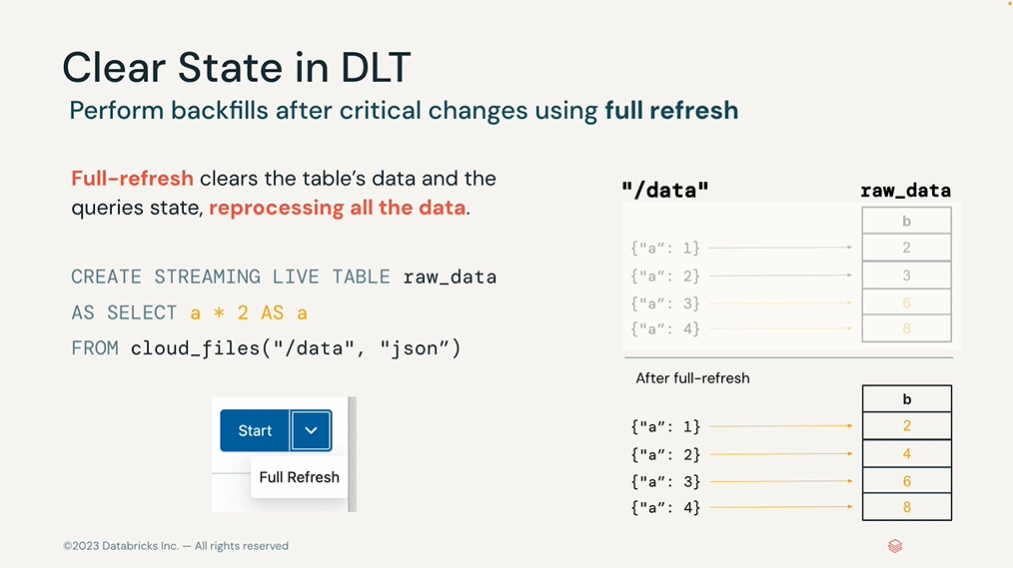 Clear State in DLT
Perform backfills after critical changes using full refresh
Full-refresh clears the table's data and the
queries state, reprocessing all the data.
CREATE STREAMING LIVE TABLE raw_data
AS SELECT a * 2 AS a
FROM cloud_files("/data", "json”)
Start
Full Refresh
"/data" raw_data
b
{"a”: 1} 2
{"a”: 2} 3
{"a”: 3} 6
{"a”: 4} 8
After full-refresh
b
{"a”: 1} 2
{"a”: 2} 4
{"a”: 3} 6
{"a”: 4} 8
©2023 Databricks Inc. — All rights reserved